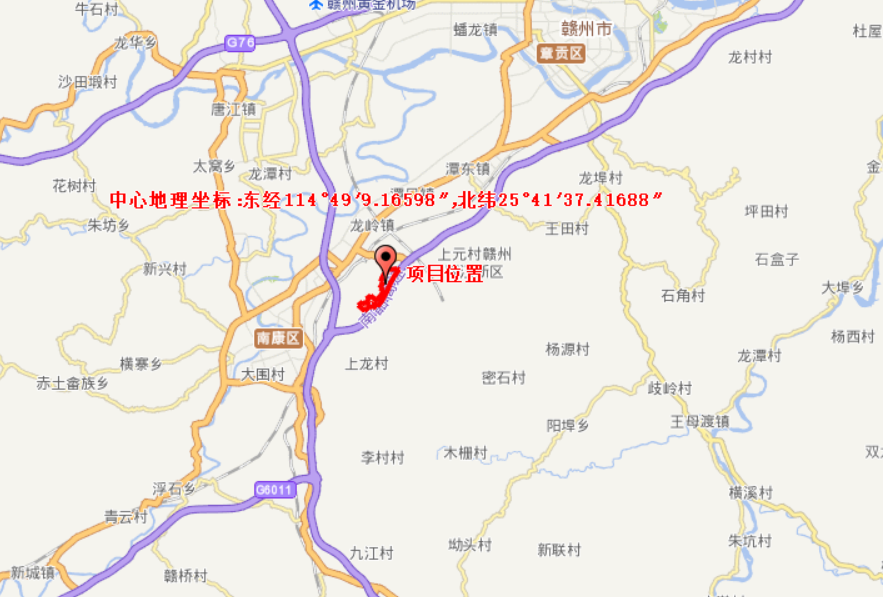 牛石村
赣州黄金机场
龙华乡
G76
蟠龙镇
赣州市
章贡区
杜屋
龙村村
沙田塅村
唐江镇
太窝乡
龙潭村
潭东镇
龙埠村
花树村
中心地理坐标:东经114°49′9.16598″,北纬25°41′37.41688″
朱坊乡
龙岭镇
王田村
坪田村
上元村赣州
新区
石盒子
新兴村
项目位置
石角村
大埠乡
南康区
杨西村
横寨乡
上龙村
杨源村
龙潭村
赤土畲族乡
大围村
密石村
歧岭村
王母渡镇
阳埠乡
李村村
木栅村
浮石乡
G6011
横溪村
青云村
九江村
坳头村
新联村
朱坑村
新城镇
赣桥村